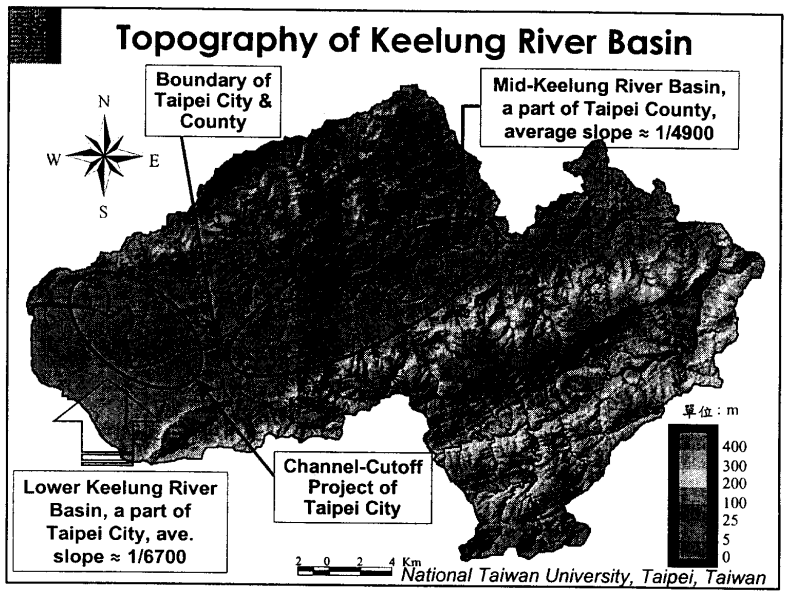 Topography of Keelung River Basin
Boundary of
Taipei City &
County
Mid-Keelung River Basin,
a part of Taipei County,
average slope ≈ 1/4900
N
W
E
S
單位 : m
400
300
200
100
25
5
0
Channel-Cutoff
Project of
Taipei City
Lower Keelung River
Basin, a part of
Taipei City, ave.
slope ≈ 1/6700
2 0 2 4 Km
National Taiwan University, Taipei, Taiwan